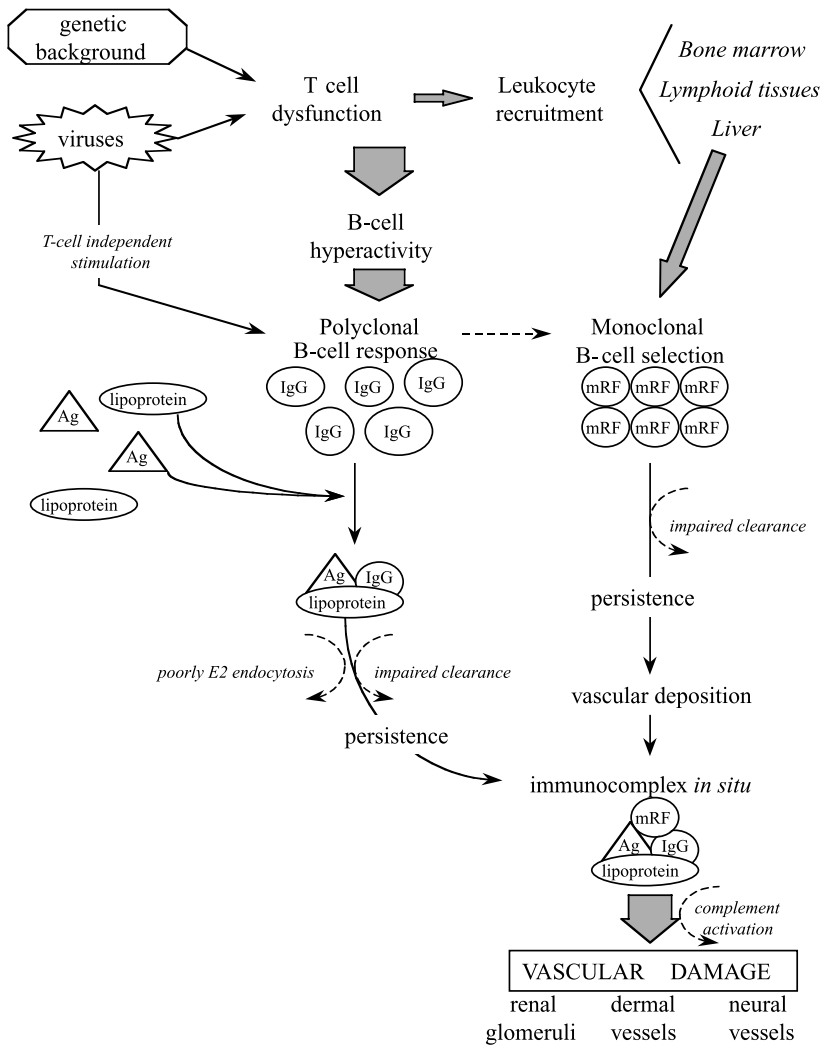 genetic
background
T cell
dysfunction
Leukocyte
recruitment
Bone marrow
Lymphoid tissues
Liver
viruses
T-cell independent
stimulation
B-cell
hyperactivity
Polyclonal
B-cell response
Monoclonal
B-cell selection
IgG
IgG
IgG
IgG
IgG
mRF
mRF
mRF
mRF
mRF
mRF
Ag
lipoprotein
Ag
lipoprotein
impaired clearance
Ag
IgG
lipoprotein
persistence
poorly E2 endocytosis
impaired clearance
vascular deposition
persistence
immunocomplex in situ
mRF
Ag
IgG
lipoprotein
complement
activation
VASCULAR DAMAGE
renal
glomeruli
dermal
vessels
neural
vessels